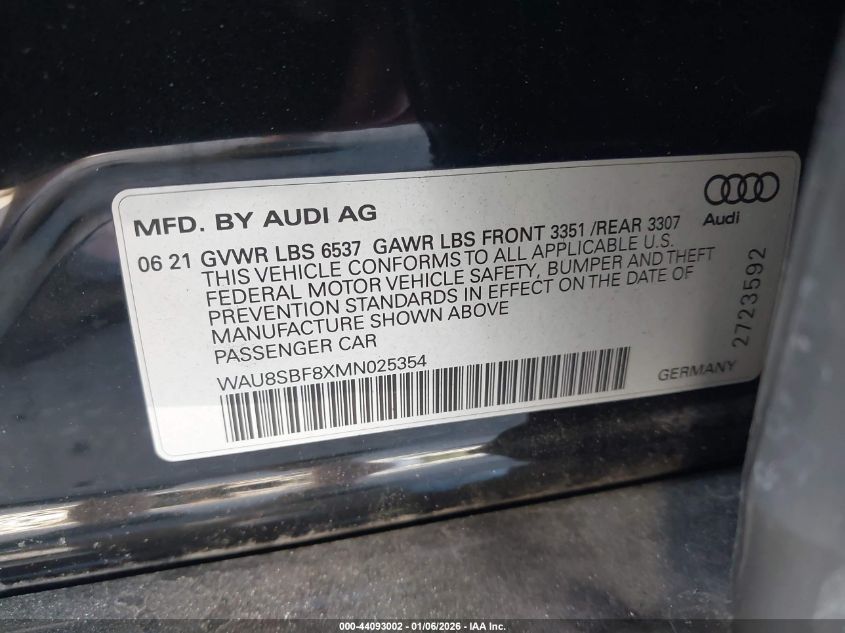 MFD. BY AUDI AG
Audi
06 21 GVWR LBS 6537 GAWR LBS FRONT 3351 /REAR 3307
THIS VEHICLE CONFORMS TO ALL APPLICABLE U.S.
FEDERAL MOTOR VEHICLE SAFETY, BUMPER AND THEFT
PREVENTION STANDARDS IN EFFECT ON THE DATE OF
MANUFACTURE SHOWN ABOVE
PASSENGER CAR
WAU8SBF8XMN025354
GERMANY
2723592
000-44093002 - 01/06/2026 - IAA Inc.